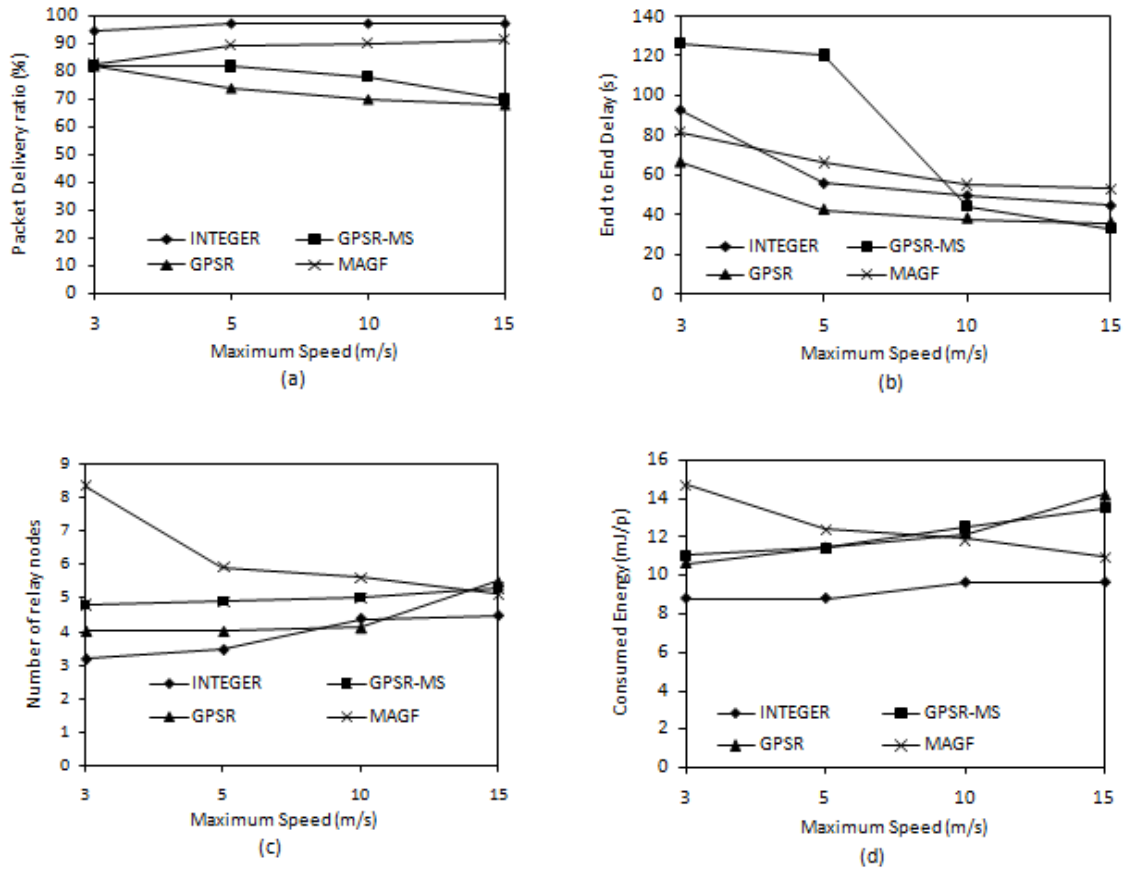 Packet Delivery ratio (%)
100
90
80
70
60
50
40
30
20
10
0
INTEGER GPSR-MS
GPSR MAGF
3 5 10 15
Maximum Speed (m/s)
(a)
End to End Delay (s)
140
120
100
80
60
40
20
0
INTEGER GPSR-MS
GPSR MAGF
3 5 10 15
Maximum Speed (m/s)
(b)
Number of relay nodes
9
8
7
6
5
4
3
2
1
0
INTEGER GPSR-MS
GPSR MAGF
3 5 10 15
Maximum Speed (m/s)
(c)
Consumed Energy (mJ/p)
16
14
12
10
8
6
4
2
0
INTEGER GPSR-MS
GPSR MAGF
3 5 10 15
Maximum Speed (m/s)
(d)